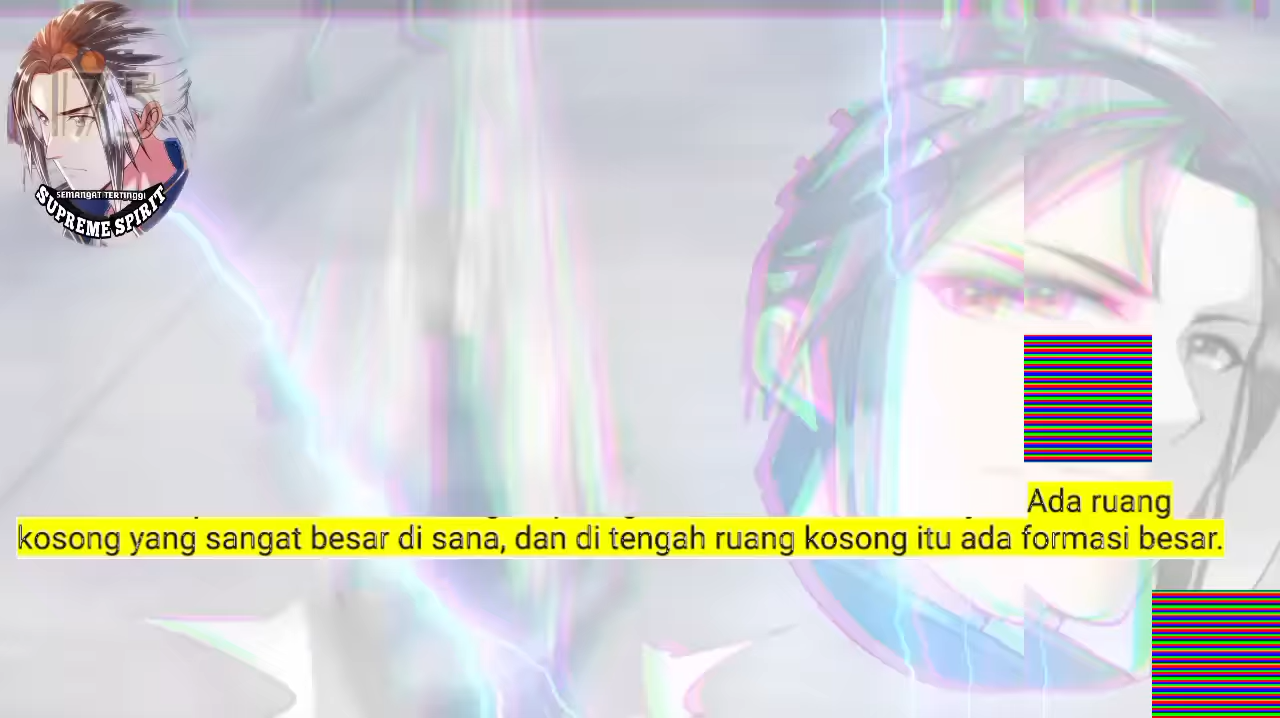 SEMANGAT TERTINGGI
SUPREME SPIRIT
Ada ruang
kosong yang sangat besar di sana, dan di tengah ruang kosong itu ada formasi besar.